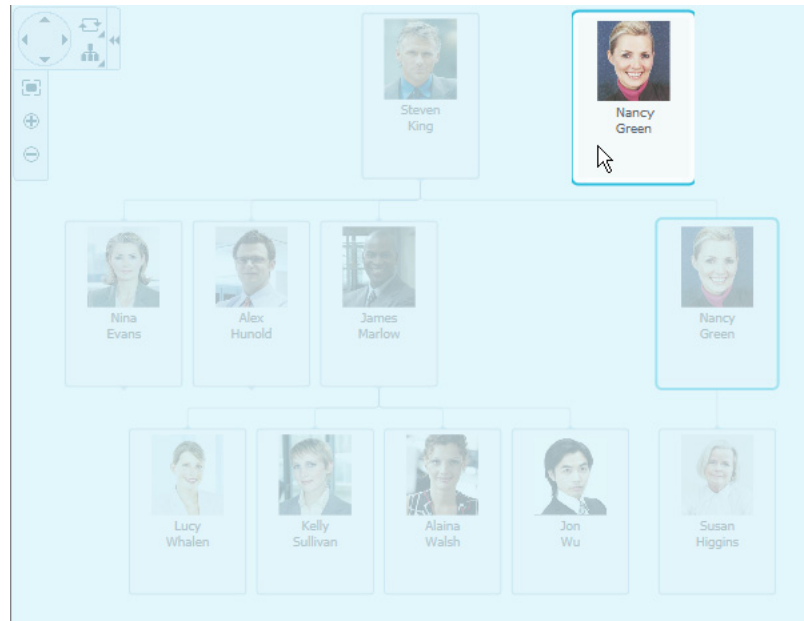 Steven
King
Nancy
Green
Nina
Evans
Alex
Hunold
James
Marlow
Nancy
Green
Lucy
Whalen
Kelly
Sullivan
Alaina
Walsh
Jon
Wu
Susan
Higgins